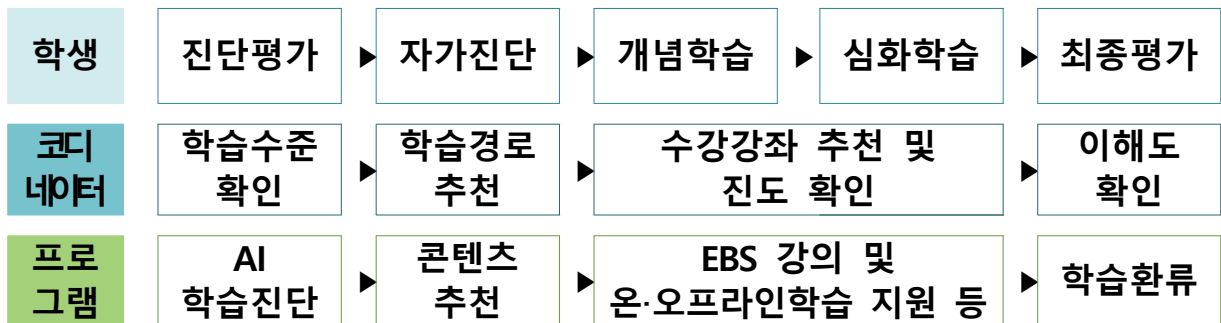 학생
진단평가 ▶ 자가진단 ▶ 개념학습 ▶ 심화학습 ▶ 최종평가
코디
네이터
학습수준
확인
▶
학습경로
추천
▶
수강강좌 추천 및
진도 확인
▶
이해도
확인
프로
그램
AI
학습진단
▶
콘텐츠
추천
▶
EBS 강의 및
온·오프라인학습 지원 등
▶
학습환류